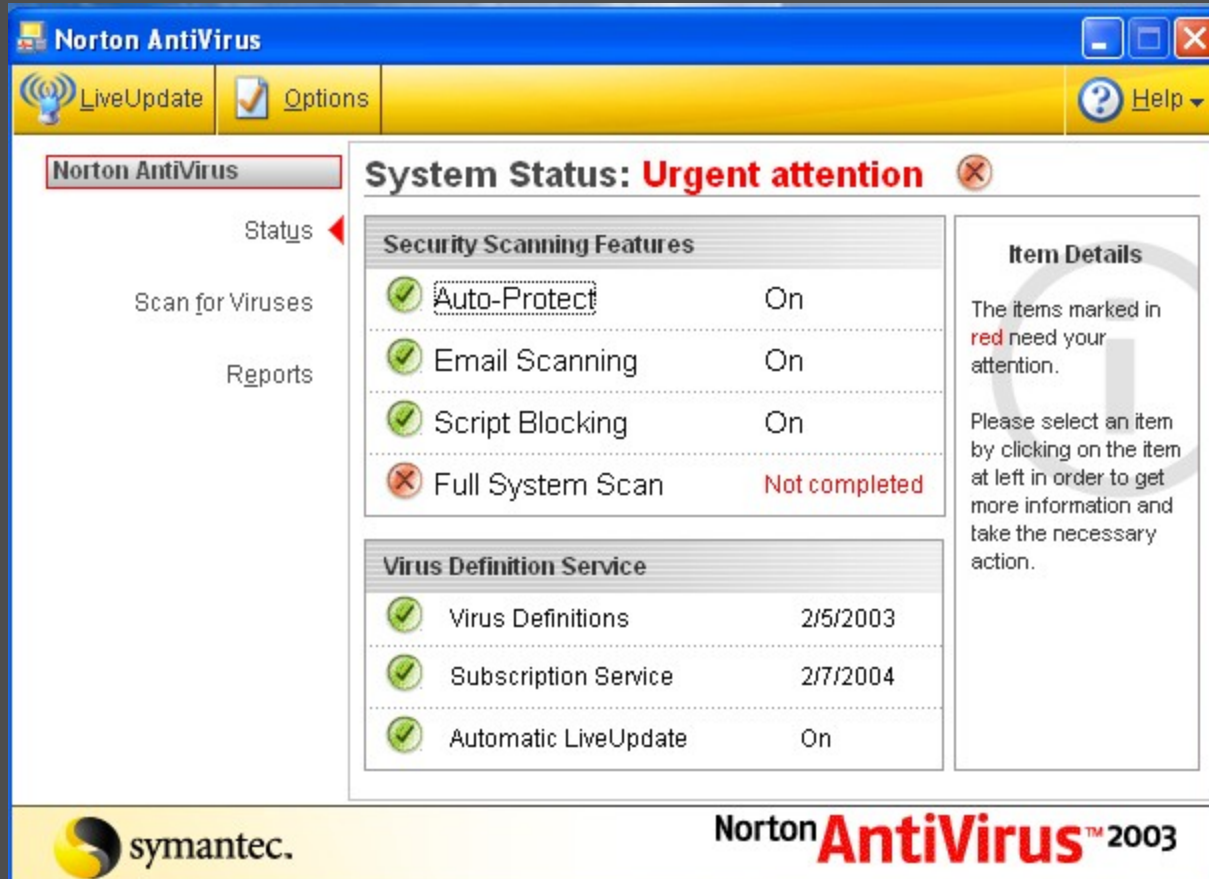 Norton AntiVirus
LiveUpdate
Options
Help
Norton AntiVirus
Status
Scan for Viruses
Reports
System Status: Urgent attention
Security Scanning Features
Auto-Protect On
Email Scanning On
Script Blocking On
Full System Scan Not completed
Virus Definition Service
Virus Definitions 2/5/2003
Subscription Service 2/7/2004
Automatic LiveUpdate On
Item Details
The items marked in
red need your
attention.
Please select an item
by clicking on the item
at left in order to get
more information and
take the necessary
action.
symantec.
Norton AntiVirus™ 2003